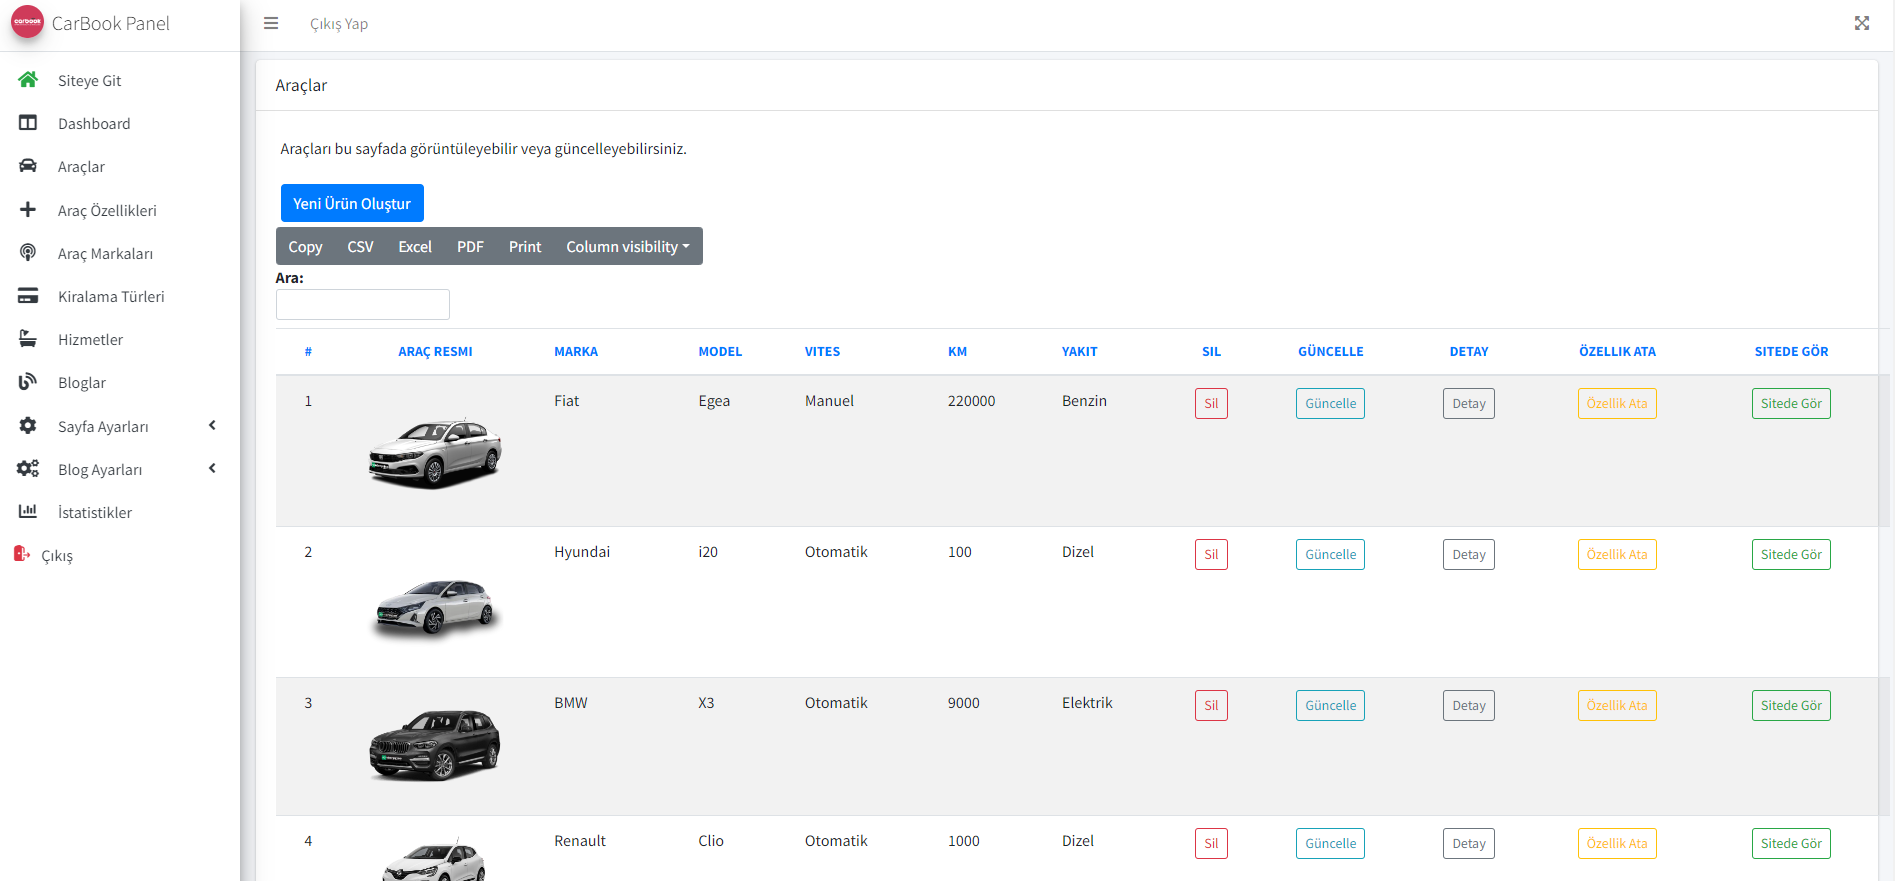 carbook CarBook Panel
Çıkış Yap
Siteye Git
Dashboard
Araçlar
Araç Özellikleri
Araç Markaları
Kiralama Türleri
Hizmetler
Bloglar
Sayfa Ayarları
Blog Ayarları
İstatistikler
Çıkış
Araçlar
Araçları bu sayfada görüntüleyebilir veya güncelleyebilirsiniz.
Yeni Ürün Oluştur
Copy CSV Excel PDF Print Column visibility
Ara:
# ARAÇ RESMI MARKA MODEL VITES KM YAKIT SIL GÜNCELLE DETAY ÖZELLIK ATA SITEDE GÖR
1 Fiat Egea Manuel 220000 Benzin Sil Güncelle Detay Özellik Ata Sitede Gör
2 Hyundai i20 Otomatik 100 Dizel Sil Güncelle Detay Özellik Ata Sitede Gör
3 BMW X3 Otomatik 9000 Elektrik Sil Güncelle Detay Özellik Ata Sitede Gör
4 Renault Clio Otomatik 1000 Dizel Sil Güncelle Detay Özellik Ata Sitede Gör